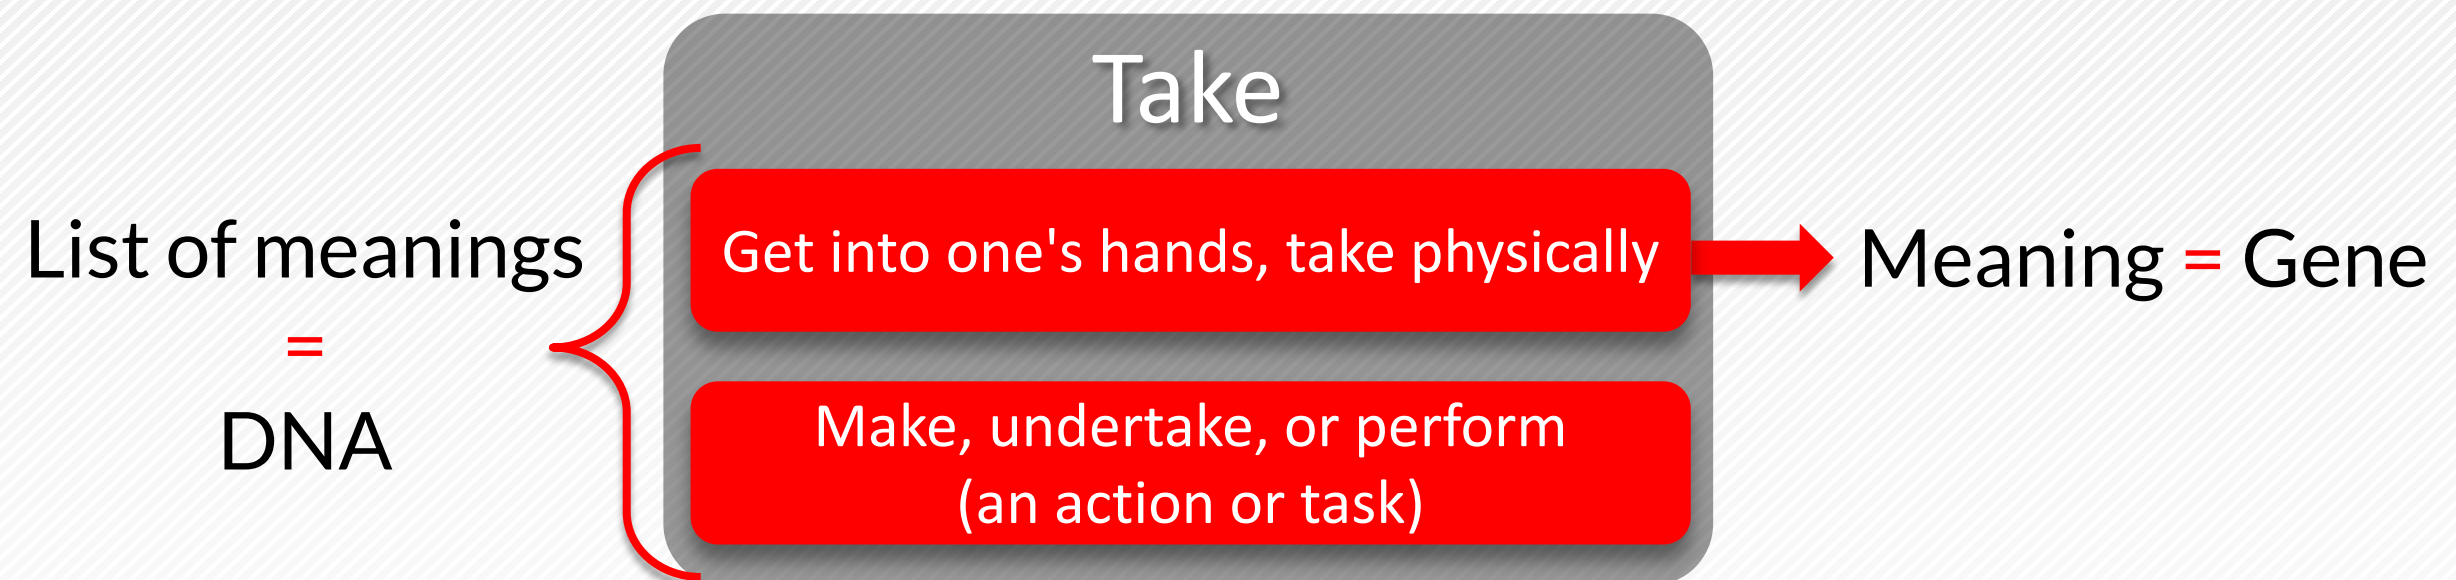 Take
List of meanings
=
DNA
Get into one's hands, take physically
Make, undertake, or perform
(an action or task)
Meaning = Gene